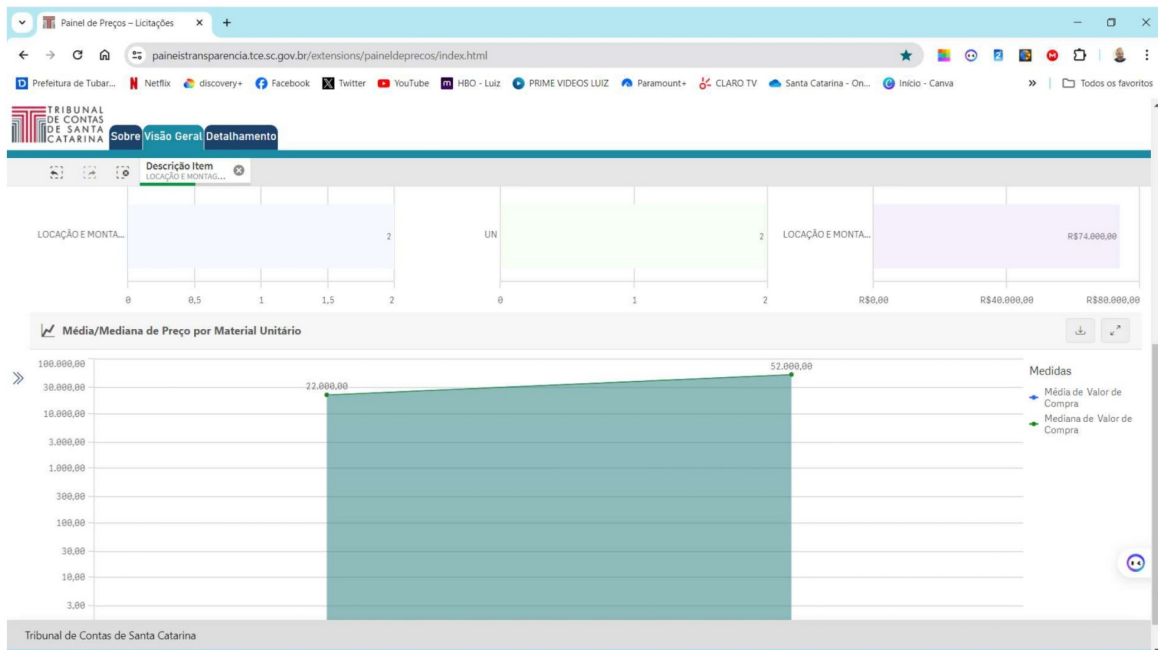 Painel de Preços – Licitações
paineistransparencia.tce.sc.gov.br/extensions/paineldeprecos/index.html
Prefeitura de Tubar... Netflix discovery+ Facebook Twitter YouTube HBO - Luiz PRIME VIDEOS LUIZ Paramount+ CLARO TV Santa Catarina - On... Início - Canva » Todos os favoritos
TRIBUNAL
DE CONTAS
DE SANTA
CATARINA
Sobre Visão Geral Detalhamento
Descrição Item
LOCAÇÃO E MONTAG...
LOCAÇÃO E MONTA... 2 UN 2 LOCAÇÃO E MONTA... R$74.000,00
0 0,5 1 1,5 2 0 1 2 R$0,00 R$40.000,00 R$80.000,00
Média/Mediana de Preço por Material Unitário
100.000,00
30.000,00
10.000,00
3.000,00
1.000,00
300,00
100,00
30,00
10,00
3,00
22.000,00
52.000,00
Medidas
Média de Valor de
Compra
Mediana de Valor de
Compra
Tribunal de Contas de Santa Catarina